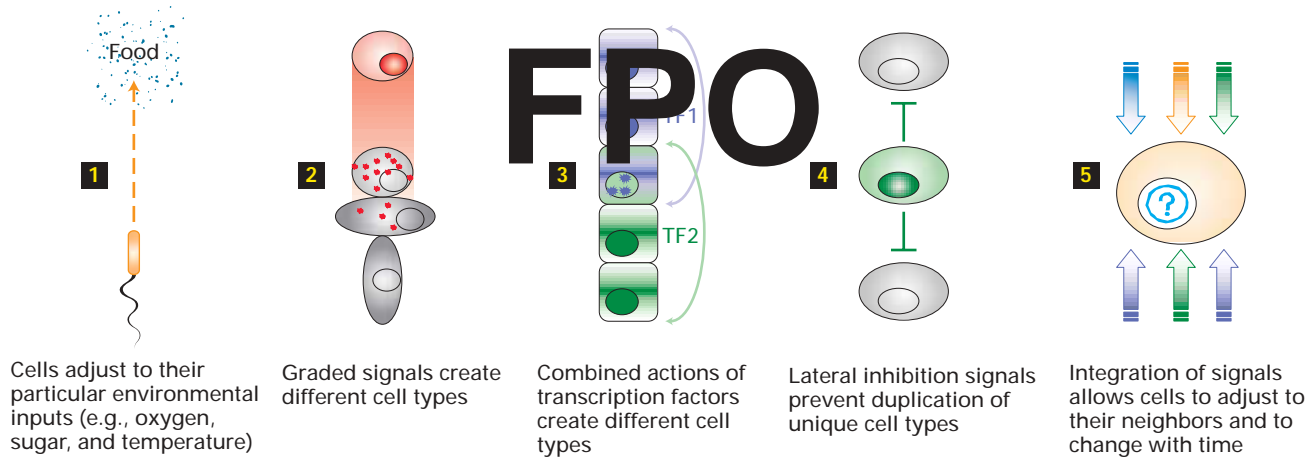 Food
FPO
TF1
TF2
1
2
3
4
5
?
Cells adjust to their
particular environmental
inputs (e.g., oxygen,
sugar, and temperature)
Graded signals create
different cell types
Combined actions of
transcription factors
create different cell
types
Lateral inhibition signals
prevent duplication of
unique cell types
Integration of signals
allows cells to adjust to
their neighbors and to
change with time